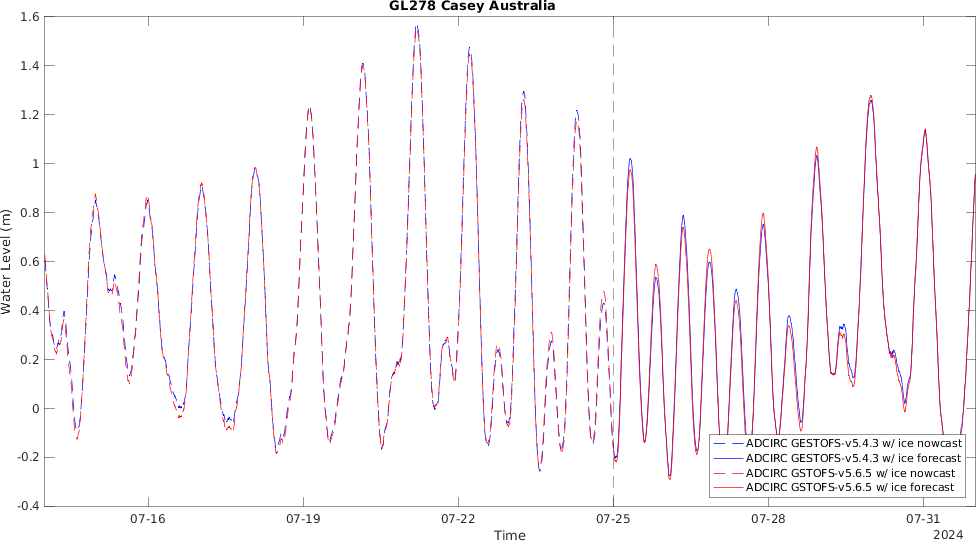 GL278 Casey Australia
Water Level (m)
1.6
1.4
1.2
1
0.8
0.6
0.4
0.2
0
-0.2
-0.4
ADCIRC GESTOFS-v5.4.3 w/ ice nowcast
ADCIRC GESTOFS-v5.4.3 w/ ice forecast
ADCIRC GSTOFS-v5.6.5 w/ ice nowcast
ADCIRC GSTOFS-v5.6.5 w/ ice forecast
07-16 07-19 07-22 07-25 07-28 07-31
Time
2024